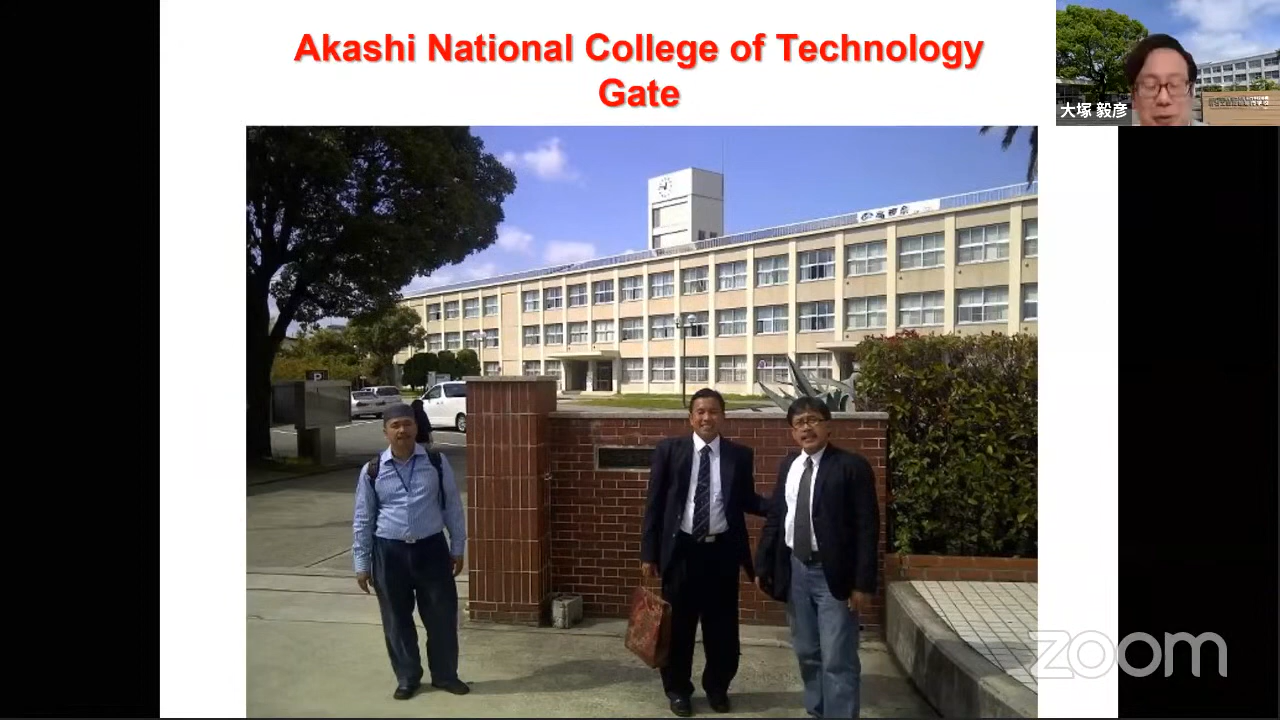 Akashi National College of Technology
Gate
大塚 毅彦
P
zoom